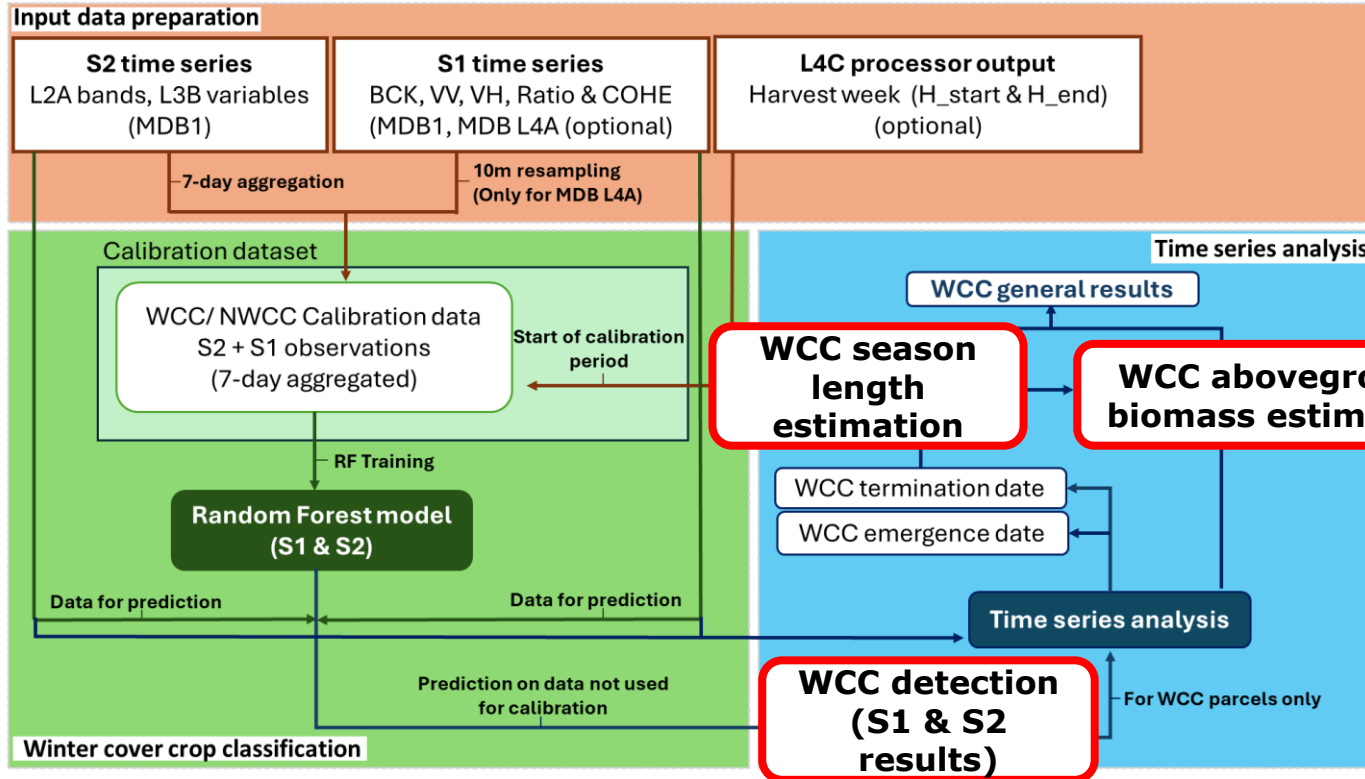 Input data preparation
S2 time series
L2A bands, L3B variables
(MDB1)
S1 time series
BCK, VV, VH, Ratio & COHE
(MDB1, MDB L4A (optional)
L4C processor output
Harvest week (H_start & H_end)
(optional)
7-day aggregation
10m resampling
(Only for MDB L4A)
Calibration dataset
WCC/ NWCC Calibration data
S2 + S1 observations
(7-day aggregated)
Start of calibration
period
RF Training
Random Forest model
(S1 & S2)
Data for prediction
Data for prediction
Prediction on data not used
for calibration
Winter cover crop classification
Time series analysis
WCC general results
WCC season
length
estimation
WCC abovegro
biomass estim
WCC termination date
WCC emergence date
Time series analysis
WCC detection
(S1 & S2
results)
For WCC parcels only